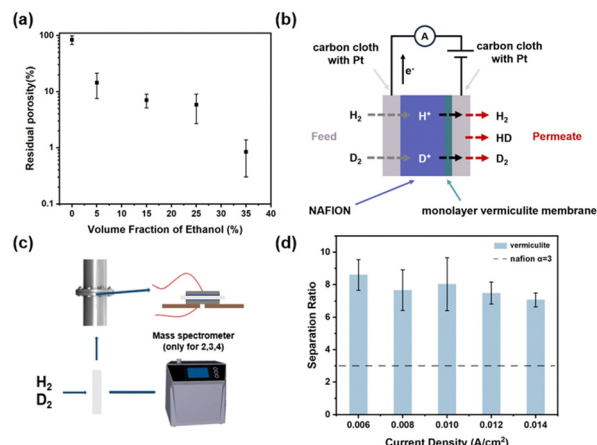 (a)
Residual porosity(%)
100
10
1
0.1
0 5 10 15 20 25 30 35 40
Volume Fraction of Ethanol (%)
(b)
A
carbon cloth
with Pt
carbon cloth
with Pt
e-
H₂ H⁺ H₂
Feed HD Permeate
D₂ D⁺ D₂
NAFION monolayer vermiculite membrane
(c)
Mass spectrometer
(only for 2,3,4)
H₂
D₂
(d)
Separation Ratio
12
10
8
6
4
2
0
vermiculite
nafion α=3
0.006 0.008 0.010 0.012 0.014
Current Density (A/cm²)